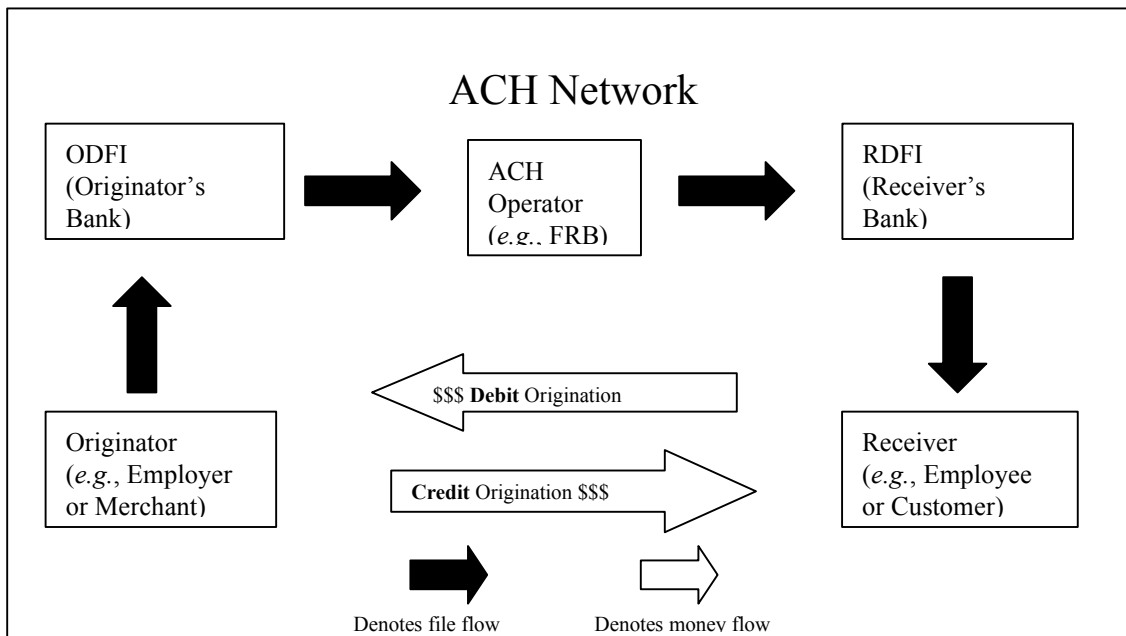 ACH Network
ODFI
(Originator’s
Bank)
ACH
Operator
(e.g., FRB)
RDFI
(Receiver’s
Bank)
$$$ Debit Origination
Originator
(e.g., Employer
or Merchant)
Credit Origination $$$
Receiver
(e.g., Employee
or Customer)
Denotes file flow
Denotes money flow